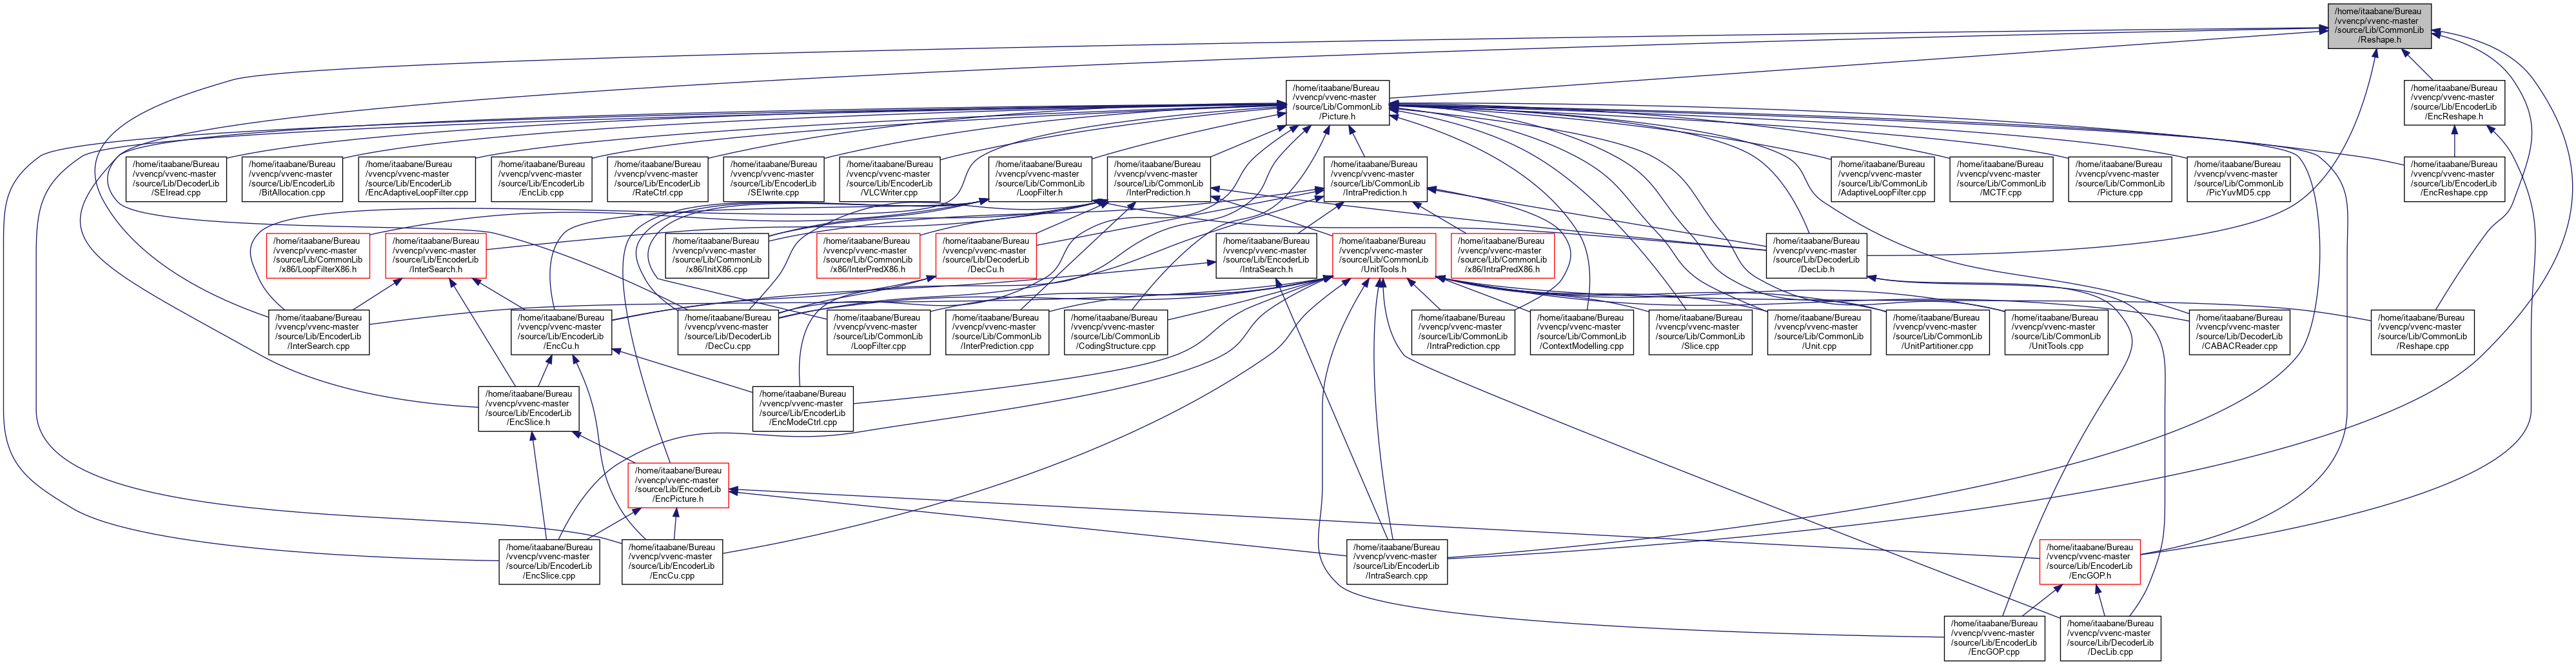 /home/itaabane/Bureau
/vvencp/vvenc-master
/source/Lib/CommonLib
/Reshape.h
/home/itaabane/Bureau
/vvencp/vvenc-master
/source/Lib/CommonLib
/Picture.h
/home/itaabane/Bureau
/vvencp/vvenc-master
/source/Lib/EncoderLib
/EncReshape.h
/home/itaabane/Bureau
/vvencp/vvenc-master
/source/Lib/DecoderLib
/SEIread.cpp
/home/itaabane/Bureau
/vvencp/vvenc-master
/source/Lib/EncoderLib
/BitAllocation.cpp
/home/itaabane/Bureau
/vvencp/vvenc-master
/source/Lib/EncoderLib
/EncAdaptiveLoopFilter.cpp
/home/itaabane/Bureau
/vvencp/vvenc-master
/source/Lib/EncoderLib
/EncLib.cpp
/home/itaabane/Bureau
/vvencp/vvenc-master
/source/Lib/EncoderLib
/RateCtrl.cpp
/home/itaabane/Bureau
/vvencp/vvenc-master
/source/Lib/EncoderLib
/SEIwrite.cpp
/home/itaabane/Bureau
/vvencp/vvenc-master
/source/Lib/EncoderLib
/VLCWriter.cpp
/home/itaabane/Bureau
/vvencp/vvenc-master
/source/Lib/CommonLib
/LoopFilter.h
/home/itaabane/Bureau
/vvencp/vvenc-master
/source/Lib/CommonLib
/InterPrediction.h
/home/itaabane/Bureau
/vvencp/vvenc-master
/source/Lib/CommonLib
/IntraPrediction.h
/home/itaabane/Bureau
/vvencp/vvenc-master
/source/Lib/CommonLib
/AdaptiveLoopFilter.cpp
/home/itaabane/Bureau
/vvencp/vvenc-master
/source/Lib/CommonLib
/MCTF.cpp
/home/itaabane/Bureau
/vvencp/vvenc-master
/source/Lib/CommonLib
/Picture.cpp
/home/itaabane/Bureau
/vvencp/vvenc-master
/source/Lib/CommonLib
/PicYuvMD5.cpp
/home/itaabane/Bureau
/vvencp/vvenc-master
/source/Lib/EncoderLib
/EncReshape.cpp
/home/itaabane/Bureau
/vvencp/vvenc-master
/source/Lib/CommonLib
/x86/LoopFilterX86.h
/home/itaabane/Bureau
/vvencp/vvenc-master
/source/Lib/EncoderLib
/InterSearch.h
/home/itaabane/Bureau
/vvencp/vvenc-master
/source/Lib/CommonLib
/x86/InitX86.cpp
/home/itaabane/Bureau
/vvencp/vvenc-master
/source/Lib/CommonLib
/x86/InterPredX86.h
/home/itaabane/Bureau
/vvencp/vvenc-master
/source/Lib/DecoderLib
/DecCu.h
/home/itaabane/Bureau
/vvencp/vvenc-master
/source/Lib/EncoderLib
/IntraSearch.h
/home/itaabane/Bureau
/vvencp/vvenc-master
/source/Lib/CommonLib
/UnitTools.h
/home/itaabane/Bureau
/vvencp/vvenc-master
/source/Lib/CommonLib
/x86/IntraPredX86.h
/home/itaabane/Bureau
/vvencp/vvenc-master
/source/Lib/DecoderLib
/DecLib.h
/home/itaabane/Bureau
/vvencp/vvenc-master
/source/Lib/EncoderLib
/InterSearch.cpp
/home/itaabane/Bureau
/vvencp/vvenc-master
/source/Lib/EncoderLib
/EncCu.h
/home/itaabane/Bureau
/vvencp/vvenc-master
/source/Lib/DecoderLib
/DecCu.cpp
/home/itaabane/Bureau
/vvencp/vvenc-master
/source/Lib/CommonLib
/LoopFilter.cpp
/home/itaabane/Bureau
/vvencp/vvenc-master
/source/Lib/CommonLib
/InterPrediction.cpp
/home/itaabane/Bureau
/vvencp/vvenc-master
/source/Lib/CommonLib
/CodingStructure.cpp
/home/itaabane/Bureau
/vvencp/vvenc-master
/source/Lib/CommonLib
/IntraPrediction.cpp
/home/itaabane/Bureau
/vvencp/vvenc-master
/source/Lib/CommonLib
/ContextModelling.cpp
/home/itaabane/Bureau
/vvencp/vvenc-master
/source/Lib/CommonLib
/Slice.cpp
/home/itaabane/Bureau
/vvencp/vvenc-master
/source/Lib/CommonLib
/Unit.cpp
/home/itaabane/Bureau
/vvencp/vvenc-master
/source/Lib/CommonLib
/UnitPartitioner.cpp
/home/itaabane/Bureau
/vvencp/vvenc-master
/source/Lib/CommonLib
/UnitTools.cpp
/home/itaabane/Bureau
/vvencp/vvenc-master
/source/Lib/DecoderLib
/CABACReader.cpp
/home/itaabane/Bureau
/vvencp/vvenc-master
/source/Lib/CommonLib
/Reshape.cpp
/home/itaabane/Bureau
/vvencp/vvenc-master
/source/Lib/EncoderLib
/EncSlice.h
/home/itaabane/Bureau
/vvencp/vvenc-master
/source/Lib/EncoderLib
/EncModeCtrl.cpp
/home/itaabane/Bureau
/vvencp/vvenc-master
/source/Lib/EncoderLib
/EncPicture.h
/home/itaabane/Bureau
/vvencp/vvenc-master
/source/Lib/EncoderLib
/EncSlice.cpp
/home/itaabane/Bureau
/vvencp/vvenc-master
/source/Lib/EncoderLib
/EncCu.cpp
/home/itaabane/Bureau
/vvencp/vvenc-master
/source/Lib/EncoderLib
/IntraSearch.cpp
/home/itaabane/Bureau
/vvencp/vvenc-master
/source/Lib/EncoderLib
/EncGOP.h
/home/itaabane/Bureau
/vvencp/vvenc-master
/source/Lib/EncoderLib
/EncGOP.cpp
/home/itaabane/Bureau
/vvencp/vvenc-master
/source/Lib/DecoderLib
/DecLib.cpp